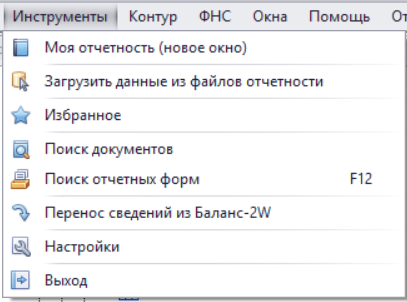 Инструменты Контур ФНС Окна Помощь От
Моя отчетность (новое окно)
Загрузить данные из файлов отчетности
Избранное
Поиск документов
Поиск отчетных форм F12
Перенос сведений из Баланс-2W
Настройки
Выход